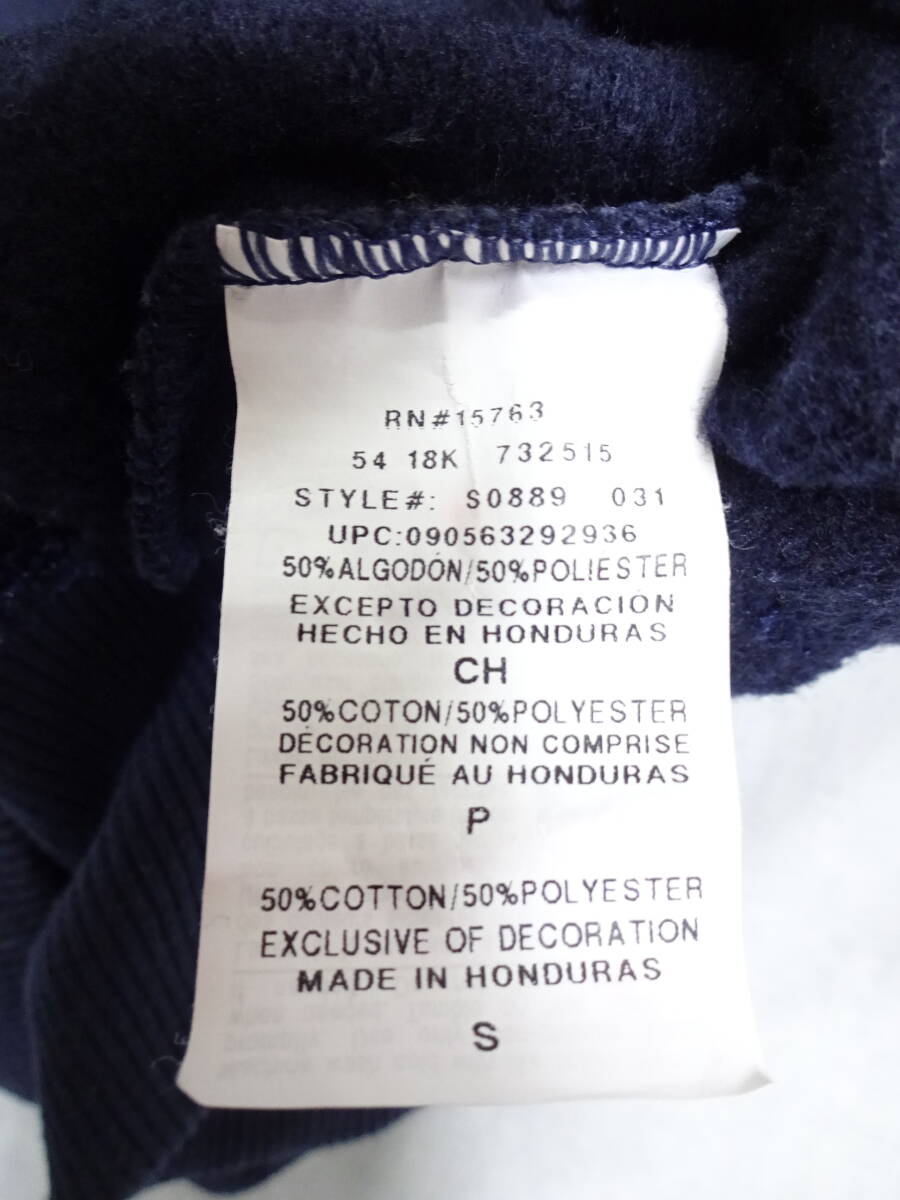 RN#15763
54 18K 732515
STYLE#: S0889 031
UPC:090563292936
50%ALGODÓN/50%POLIESTER
EXCEPTO DECORACIÓN
HECHO EN HONDURAS
CH
50%COTON/50%POLYESTER
DÉCORATION NON COMPRISE
FABRIQUÉ AU HONDURAS
P
50%COTTON/50%POLYESTER
EXCLUSIVE OF DECORATION
MADE IN HONDURAS
S